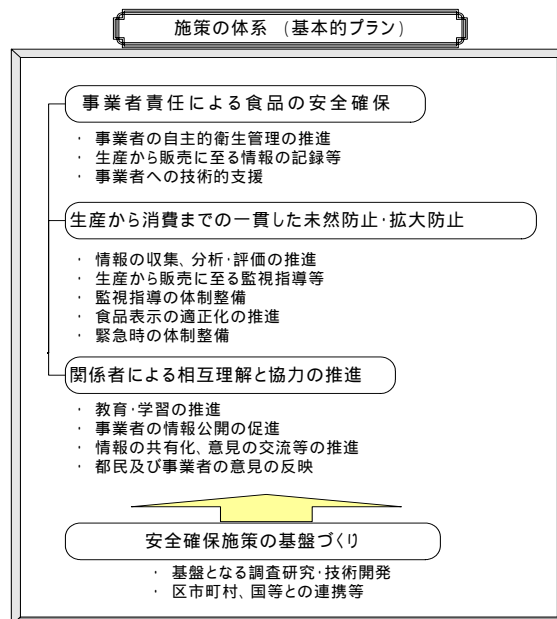 施策の体系 (基本的プラン)
事業者責任による食品の安全確保
・ 事業者の自主的衛生管理の推進
・ 生産から販売に至る情報の記録等
・ 事業者への技術的支援
生産から消費までの一貫した未然防止・拡大防止
・ 情報の収集、分析・評価の推進
・ 生産から販売に至る監視指導等
・ 監視指導の体制整備
・ 食品表示の適正化の推進
・ 緊急時の体制整備
関係者による相互理解と協力の推進
・ 教育・学習の推進
・ 事業者の情報公開の促進
・ 情報の共有化、意見の交流等の推進
・ 都民及び事業者の意見の反映
安全確保施策の基盤づくり
・ 基盤となる調査研究・技術開発
・ 区市町村、国等との連携等